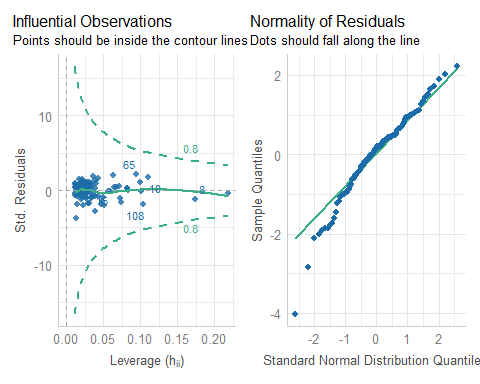 Influential Observations
Points should be inside the contour lines
Std. Residuals
10
0
-10
0.8
65
10
8
108
0.8
0.00
0.05
0.10
0.15
0.20
Leverage (hii)
Normality of Residuals
Dots should fall along the line
Sample Quantiles
2
0
-2
-4
-2
-1
0
1
2
Standard Normal Distribution Quantile